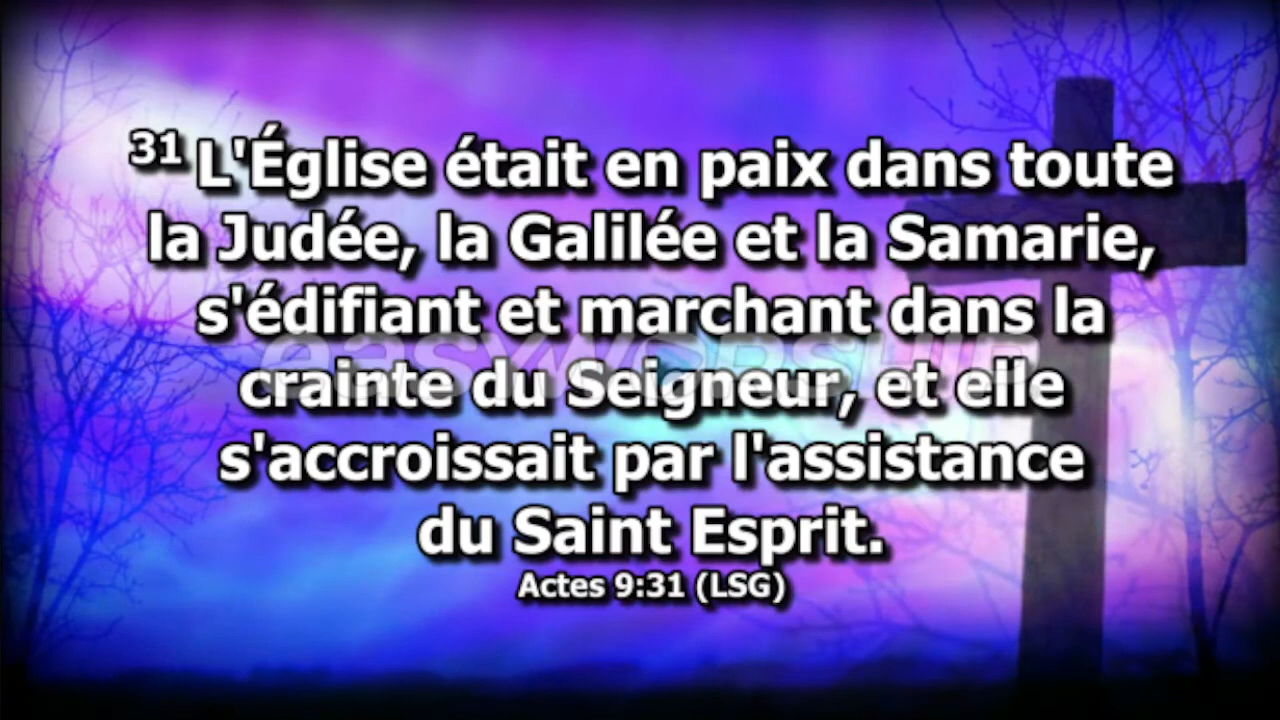 31 L'Église était en paix dans toute
la Judée, la Galilée et la Samarie,
s'édifiant et marchant dans la
easyworship
crainte du Seigneur, et elle
s'accroissait par l'assistance
du Saint Esprit.
Actes 9:31 (LSG)